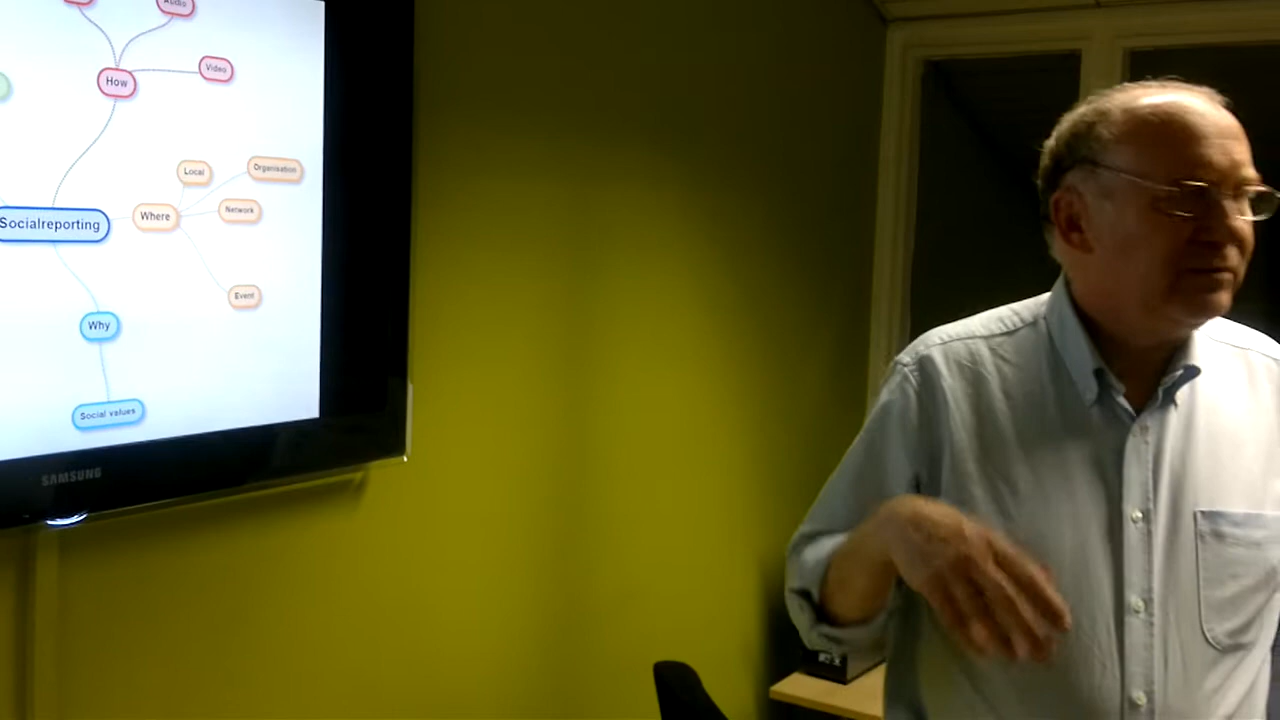 Audio
How
Video
Local
Organisation
Where
Network
Socialreporting
Event
Why
Social values
SAMSUNG